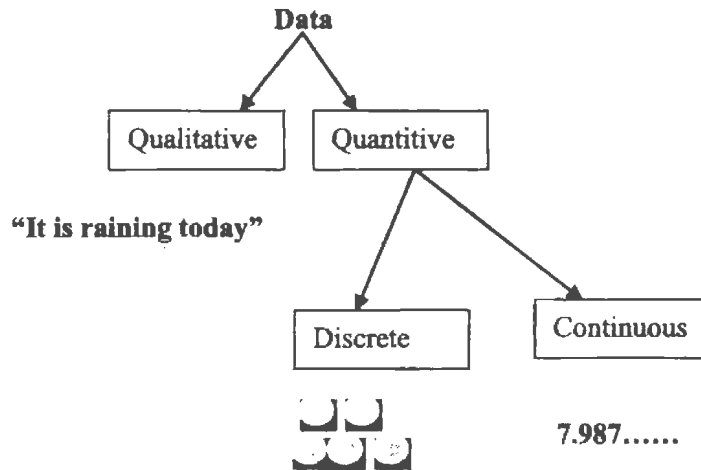 Data
Qualitative
Quantitive
“It is raining today”
Discrete
Continuous
7.987......